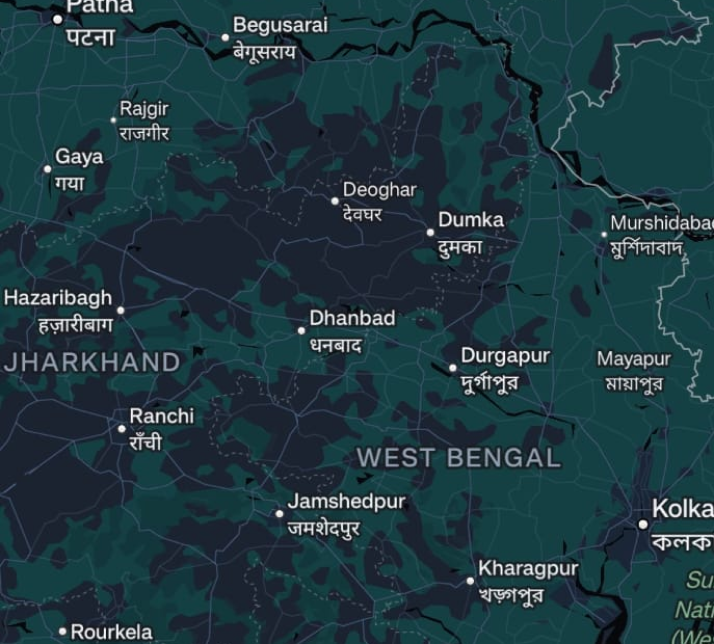 Patna
पटना
Begusarai
बेगूसराय
Rajgir
राजगीर
Gaya
गया
Deoghar
देवघर
Dumka
दुमका
Murshidabad
মুর্শিদাবাদ
Hazaribagh
हज़ारीबाग
Dhanbad
धनबाद
JHARKHAND
Durgapur
দুর্গাপুর
Mayapur
মায়াপুর
Ranchi
राँची
WEST BENGAL
Jamshedpur
जमशेदपुर
Kolka
কলকা
Kharagpur
খড়্গপুর
Su
Nati
(We
Rourkela